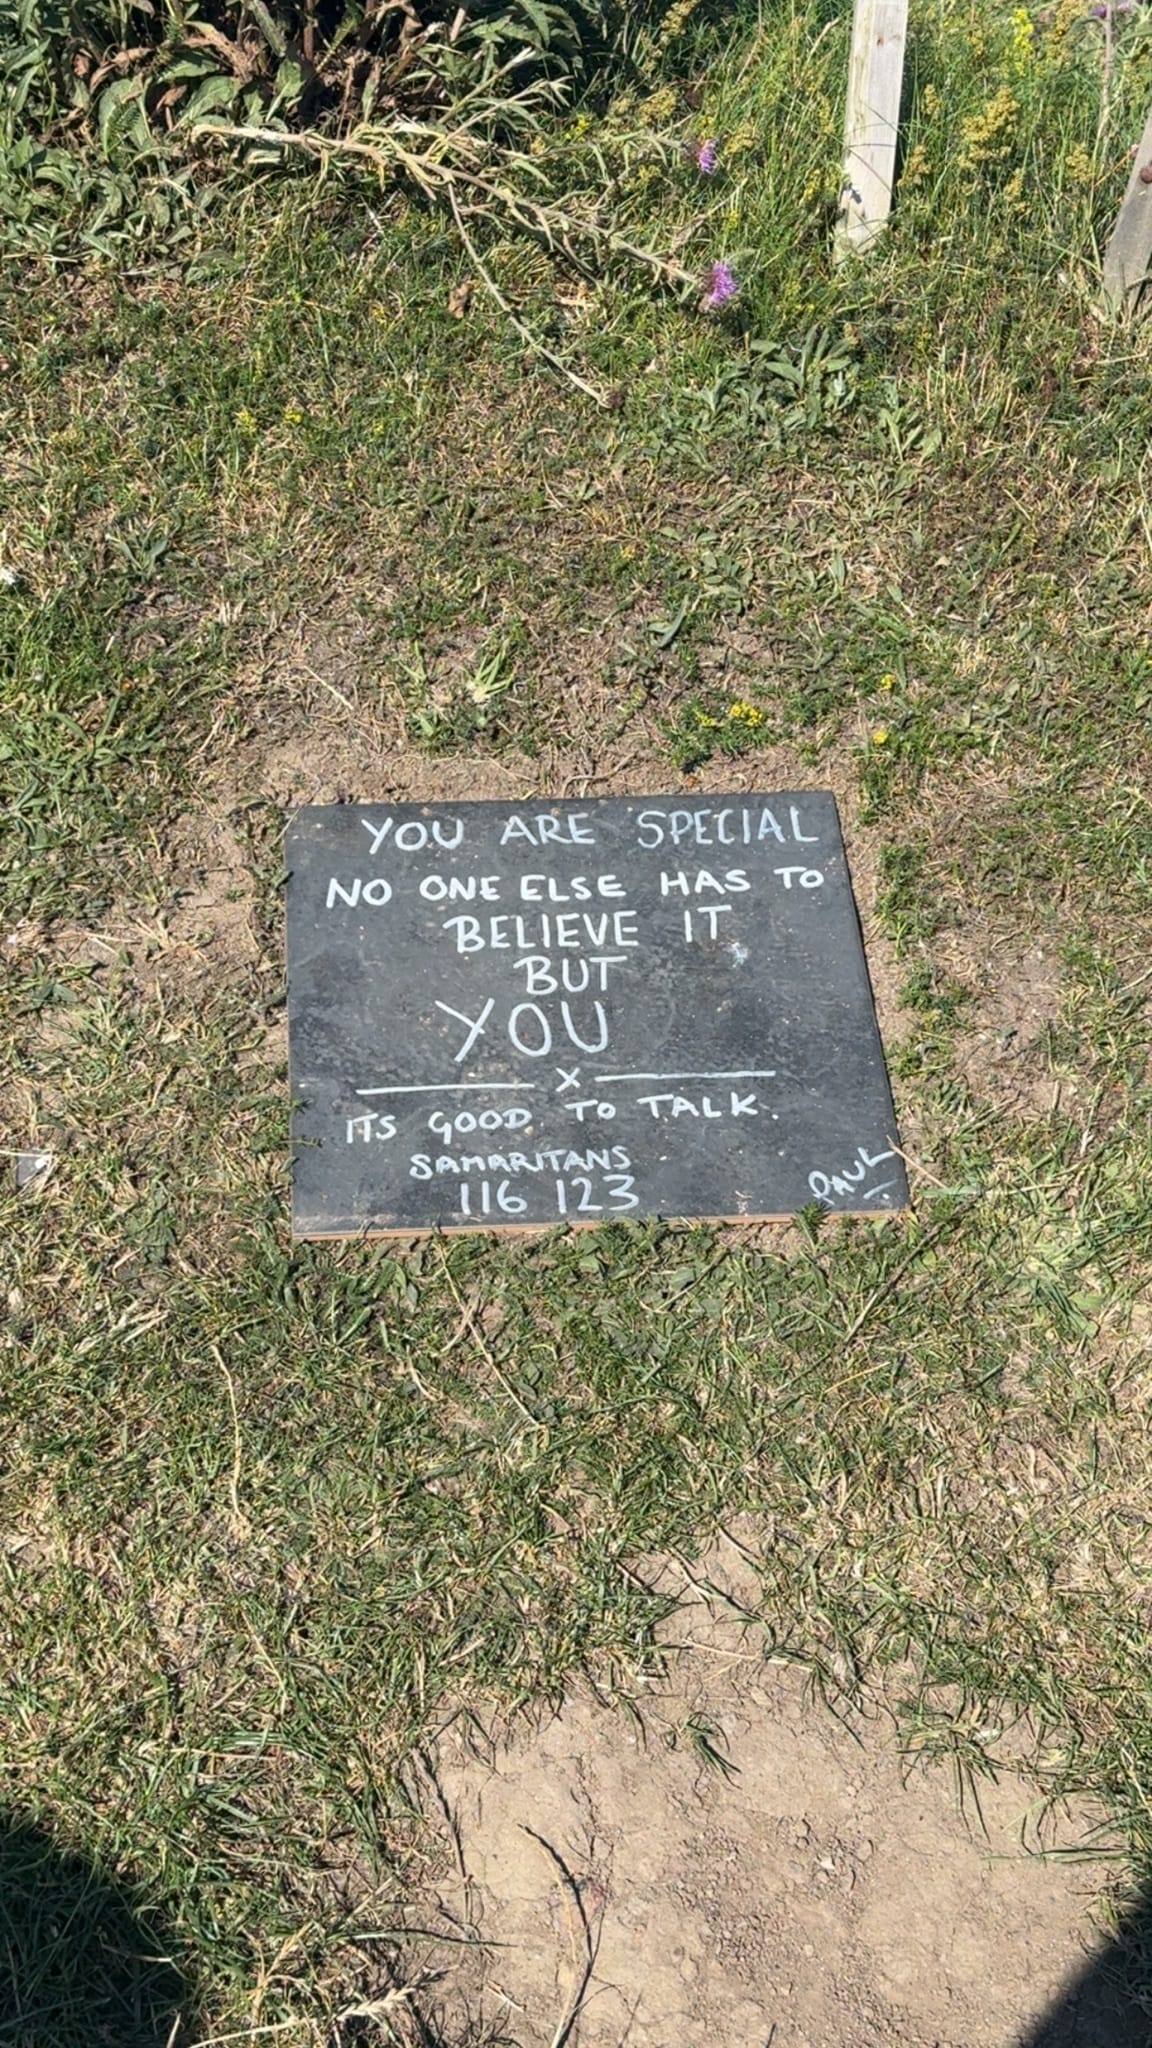 YOU ARE SPECIAL
NO ONE ELSE HAS TO
BELIEVE IT
BUT
YOU
x
ITS GOOD TO TALK.
SAMARITANS
116 123
PAUL